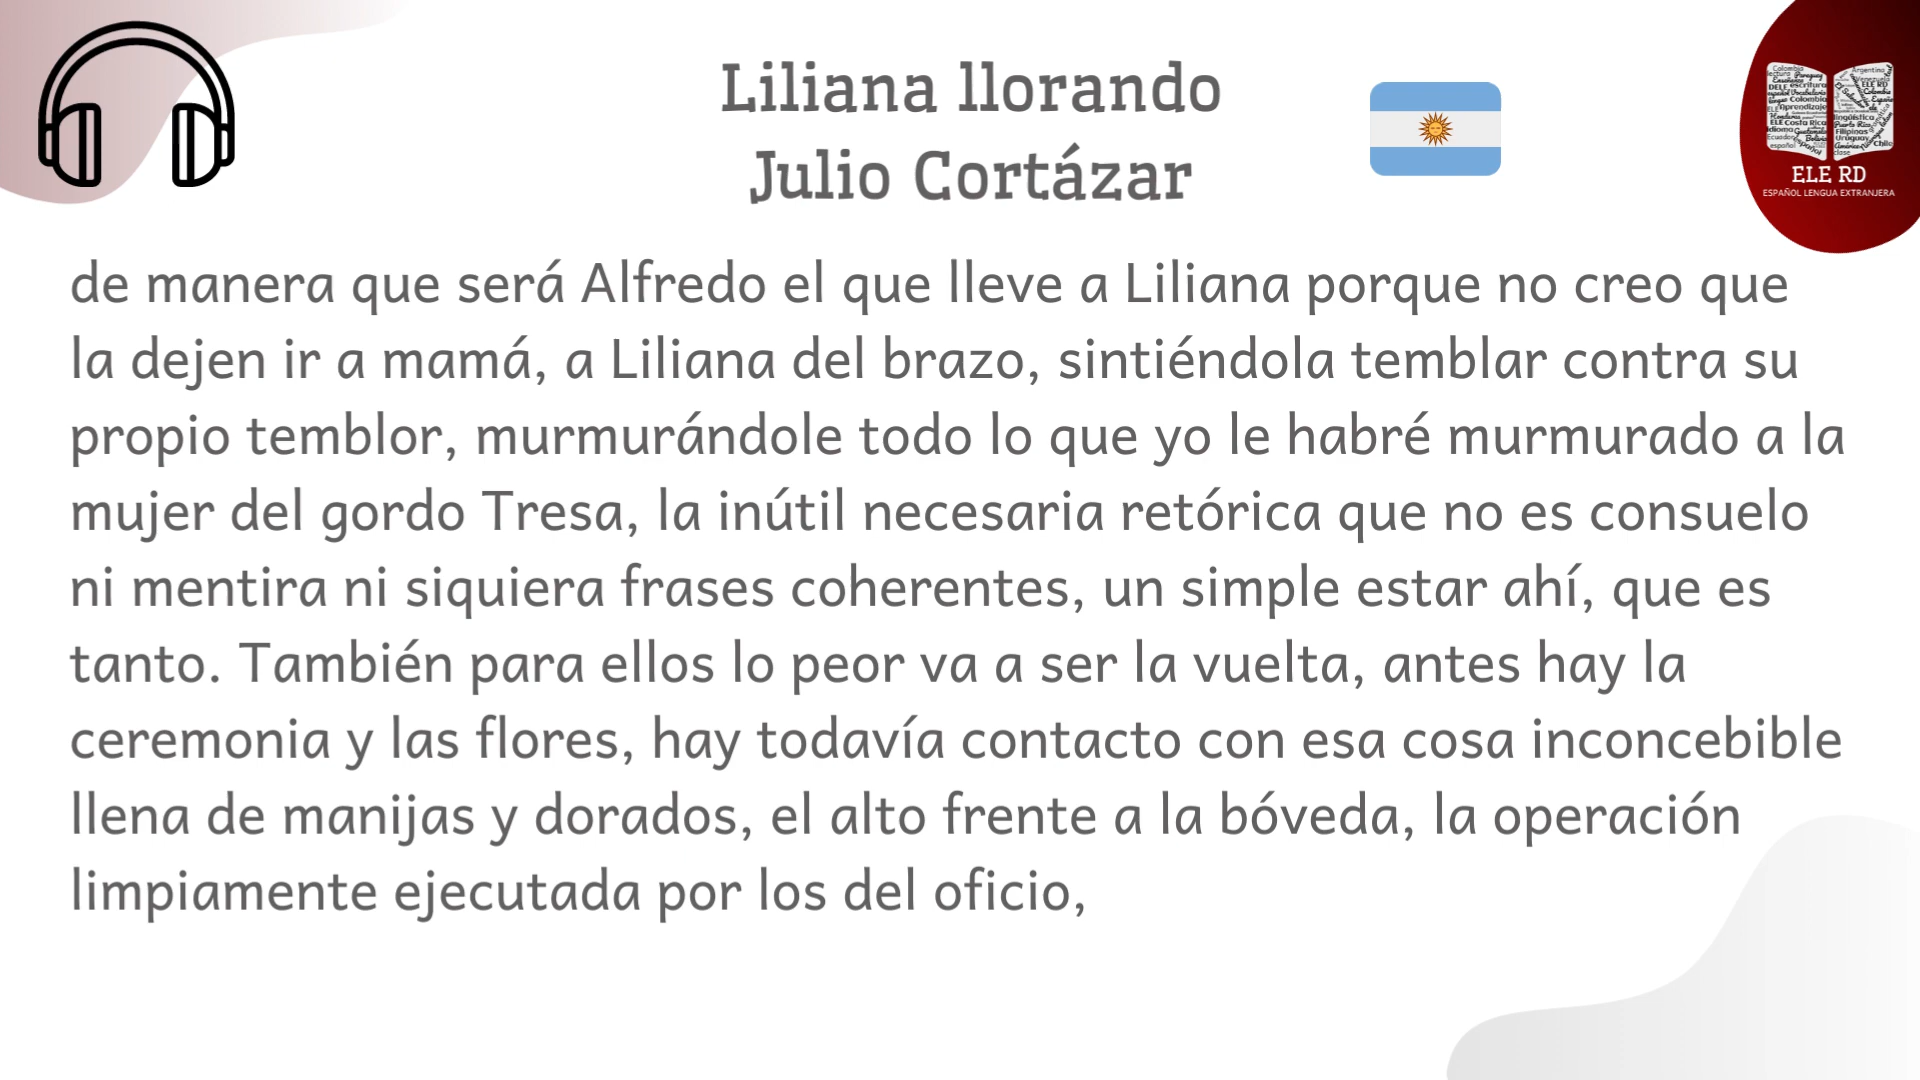 Liliana llorando
Julio Cortázar
ELE RD
ESPAÑOL LENGUA EXTRANJERA
de manera que será Alfredo el que lleve a Liliana porque no creo que
la dejen ir a mamá, a Liliana del brazo, sintiéndola temblar contra su
propio temblor, murmurándole todo lo que yo le habré murmurado a la
mujer del gordo Tresa, la inútil necesaria retórica que no es consuelo
ni mentira ni siquiera frases coherentes, un simple estar ahí, que es
tanto. También para ellos lo peor va a ser la vuelta, antes hay la
ceremonia y las flores, hay todavía contacto con esa cosa inconcebible
llena de manijas y dorados, el alto frente a la bóveda, la operación
limpiamente ejecutada por los del oficio,